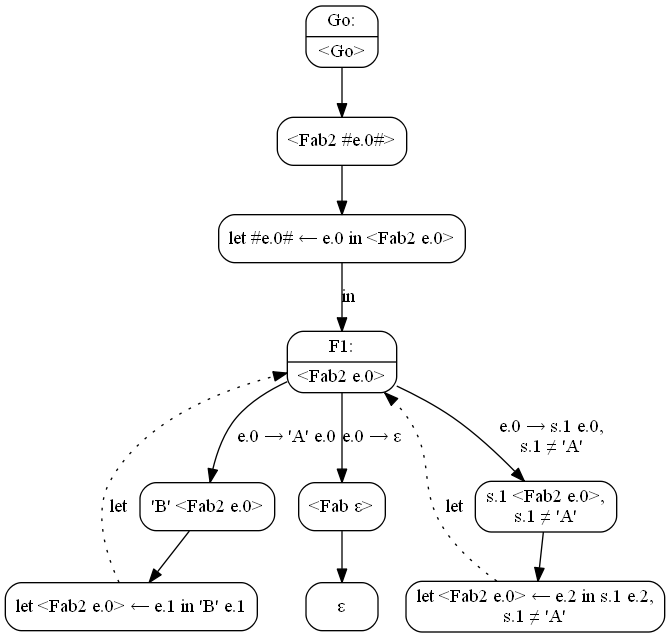 Go:
<Go>
<Fab2 #e.0#>
let #e.0# ← e.0 in <Fab2 e.0>
in
F1:
<Fab2 e.0>
e.0 → 'A' e.0
e.0 → ε
e.0 → s.1 e.0,
s.1 ≠ 'A'
let
'B' <Fab2 e.0>
<Fab ε>
let
s.1 <Fab2 e.0>,
s.1 ≠ 'A'
let <Fab2 e.0> ← e.1 in 'B' e.1
ε
let <Fab2 e.0> ← e.2 in s.1 e.2,
s.1 ≠ 'A'